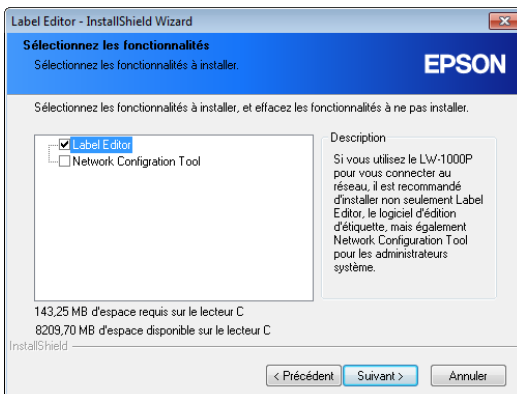 Label Editor - InstallShield Wizard
Sélectionnez les fonctionnalités
Sélectionnez les fonctionnalités à installer.
EPSON
Sélectionnez les fonctionnalités à installer, et effacez les fonctionnalités à ne pas installer.
Label Editor
Network Configration Tool
Description
Si vous utilisez le LW-1000P
pour vous connecter au
réseau, il est recommandé
d'installer non seulement Label
Editor, le logiciel d'édition
d'étiquette, mais également
Network Configuration Tool
pour les administrateurs
système.
143,25 MB d'espace requis sur le lecteur C
8209,70 MB d'espace disponible sur le lecteur C
InstallShield
< Précédent
Suivant >
Annuler